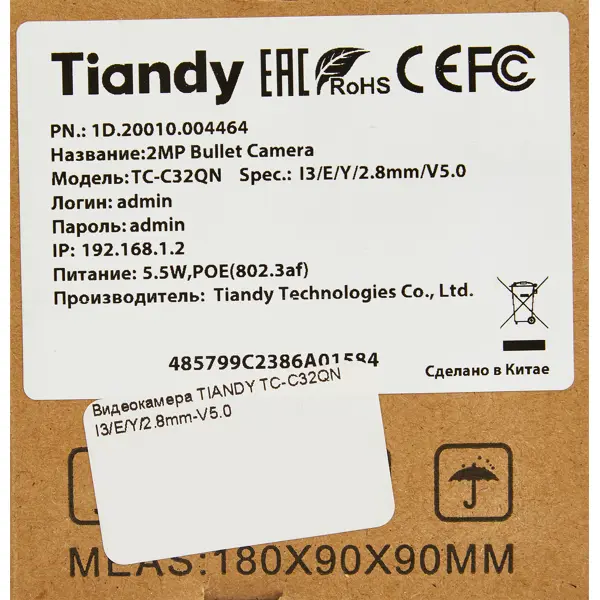 Tiandy EAC RoHS CE FC
PN.: 1D.20010.004464
Название:2MP Bullet Camera
Модель:TC-C32QN Spec.: I3/E/Y/2.8mm/V5.0
Логин: admin
Пароль: admin
IP: 192.168.1.2
Питание: 5.5W,POE(802.3af)
Производитель: Tiandy Technologies Co., Ltd.
485799C2386A01584
Сделано в Китае
Видеокамера TIANDY TC-C32QN
I3/E/Y/2.8mm-V5.0
MEAS:180X90X90MM